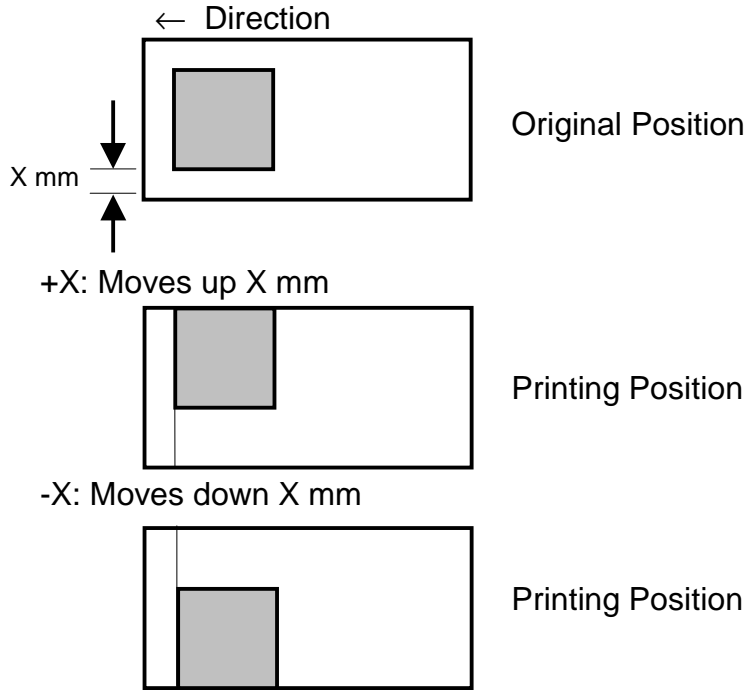 ← Direction
Original Position
X mm
+X: Moves up X mm
Printing Position
-X: Moves down X mm
Printing Position